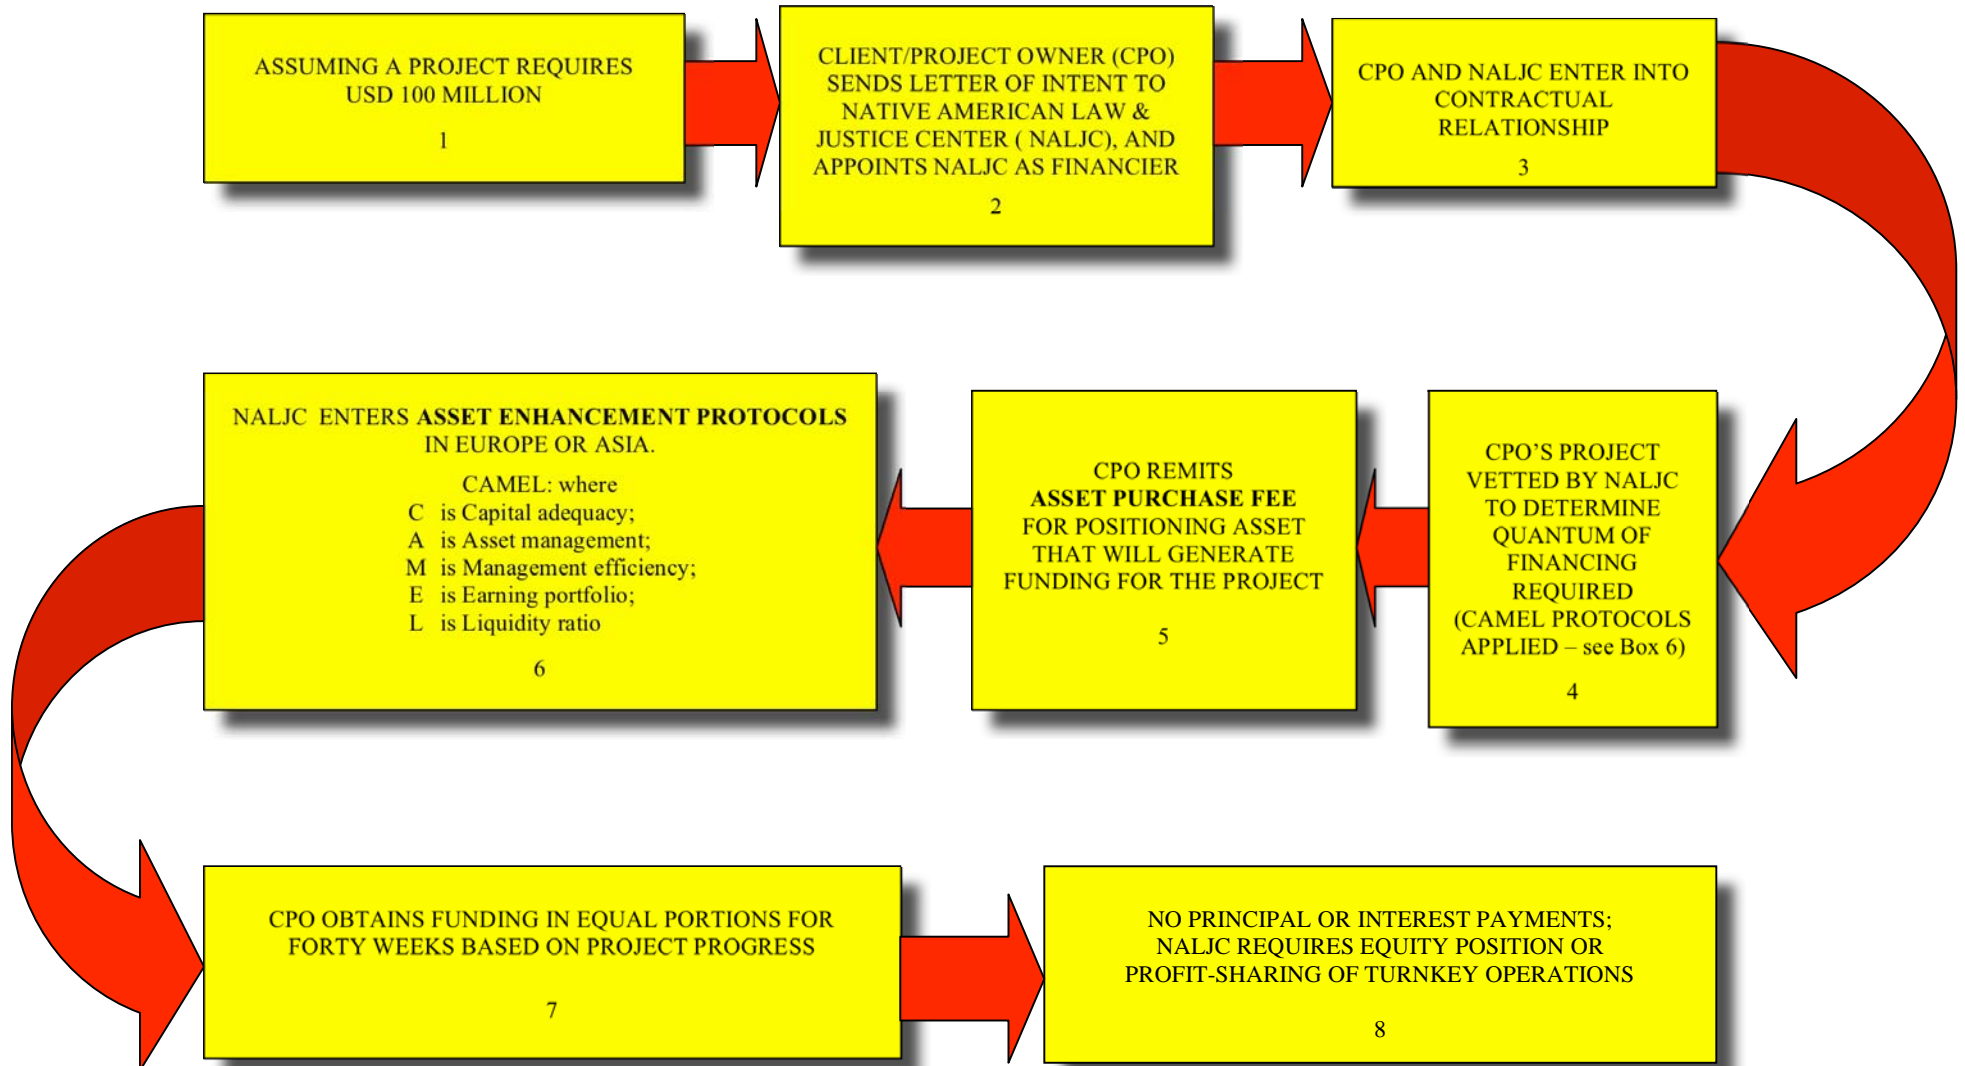 ASSUMING A PROJECT REQUIRES
USD 100 MILLION
1
CLIENT/PROJECT OWNER (CPO)
SENDS LETTER OF INTENT TO
NATIVE AMERICAN LAW &
JUSTICE CENTER ( NALJC), AND
APPOINTS NALJC AS FINANCIER
2
CPO AND NALJC ENTER INTO
CONTRACTUAL
RELATIONSHIP
3
CPO’S PROJECT
VETTED BY NALJC
TO DETERMINE
QUANTUM OF
FINANCING
REQUIRED
(CAMEL PROTOCOLS
APPLIED – see Box 6)
4
CPO REMITS
ASSET PURCHASE FEE
FOR POSITIONING ASSET
THAT WILL GENERATE
FUNDING FOR THE PROJECT
5
NALJC ENTERS ASSET ENHANCEMENT PROTOCOLS
IN EUROPE OR ASIA.
CAMEL: where
C is Capital adequacy;
A is Asset management;
M is Management efficiency;
E is Earning portfolio;
L is Liquidity ratio
6
CPO OBTAINS FUNDING IN EQUAL PORTIONS FOR
FORTY WEEKS BASED ON PROJECT PROGRESS
7
NO PRINCIPAL OR INTEREST PAYMENTS;
NALJC REQUIRES EQUITY POSITION OR
PROFIT-SHARING OF TURNKEY OPERATIONS
8